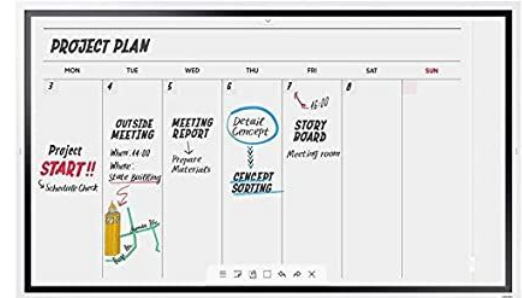 PROJECT PLAN
MON TUE WED THU FRI SAT SUN
3 4 5 6 7 8
16:00
OUTSIDE
MEETING
When: 14:00
Where:
State Building
MEETING
REPORT
Prepare
Materials
Detail
Concept
CENCEPT
SORTING
STORY
BOARD
Meeting room
Project
START!!
Schedule Check